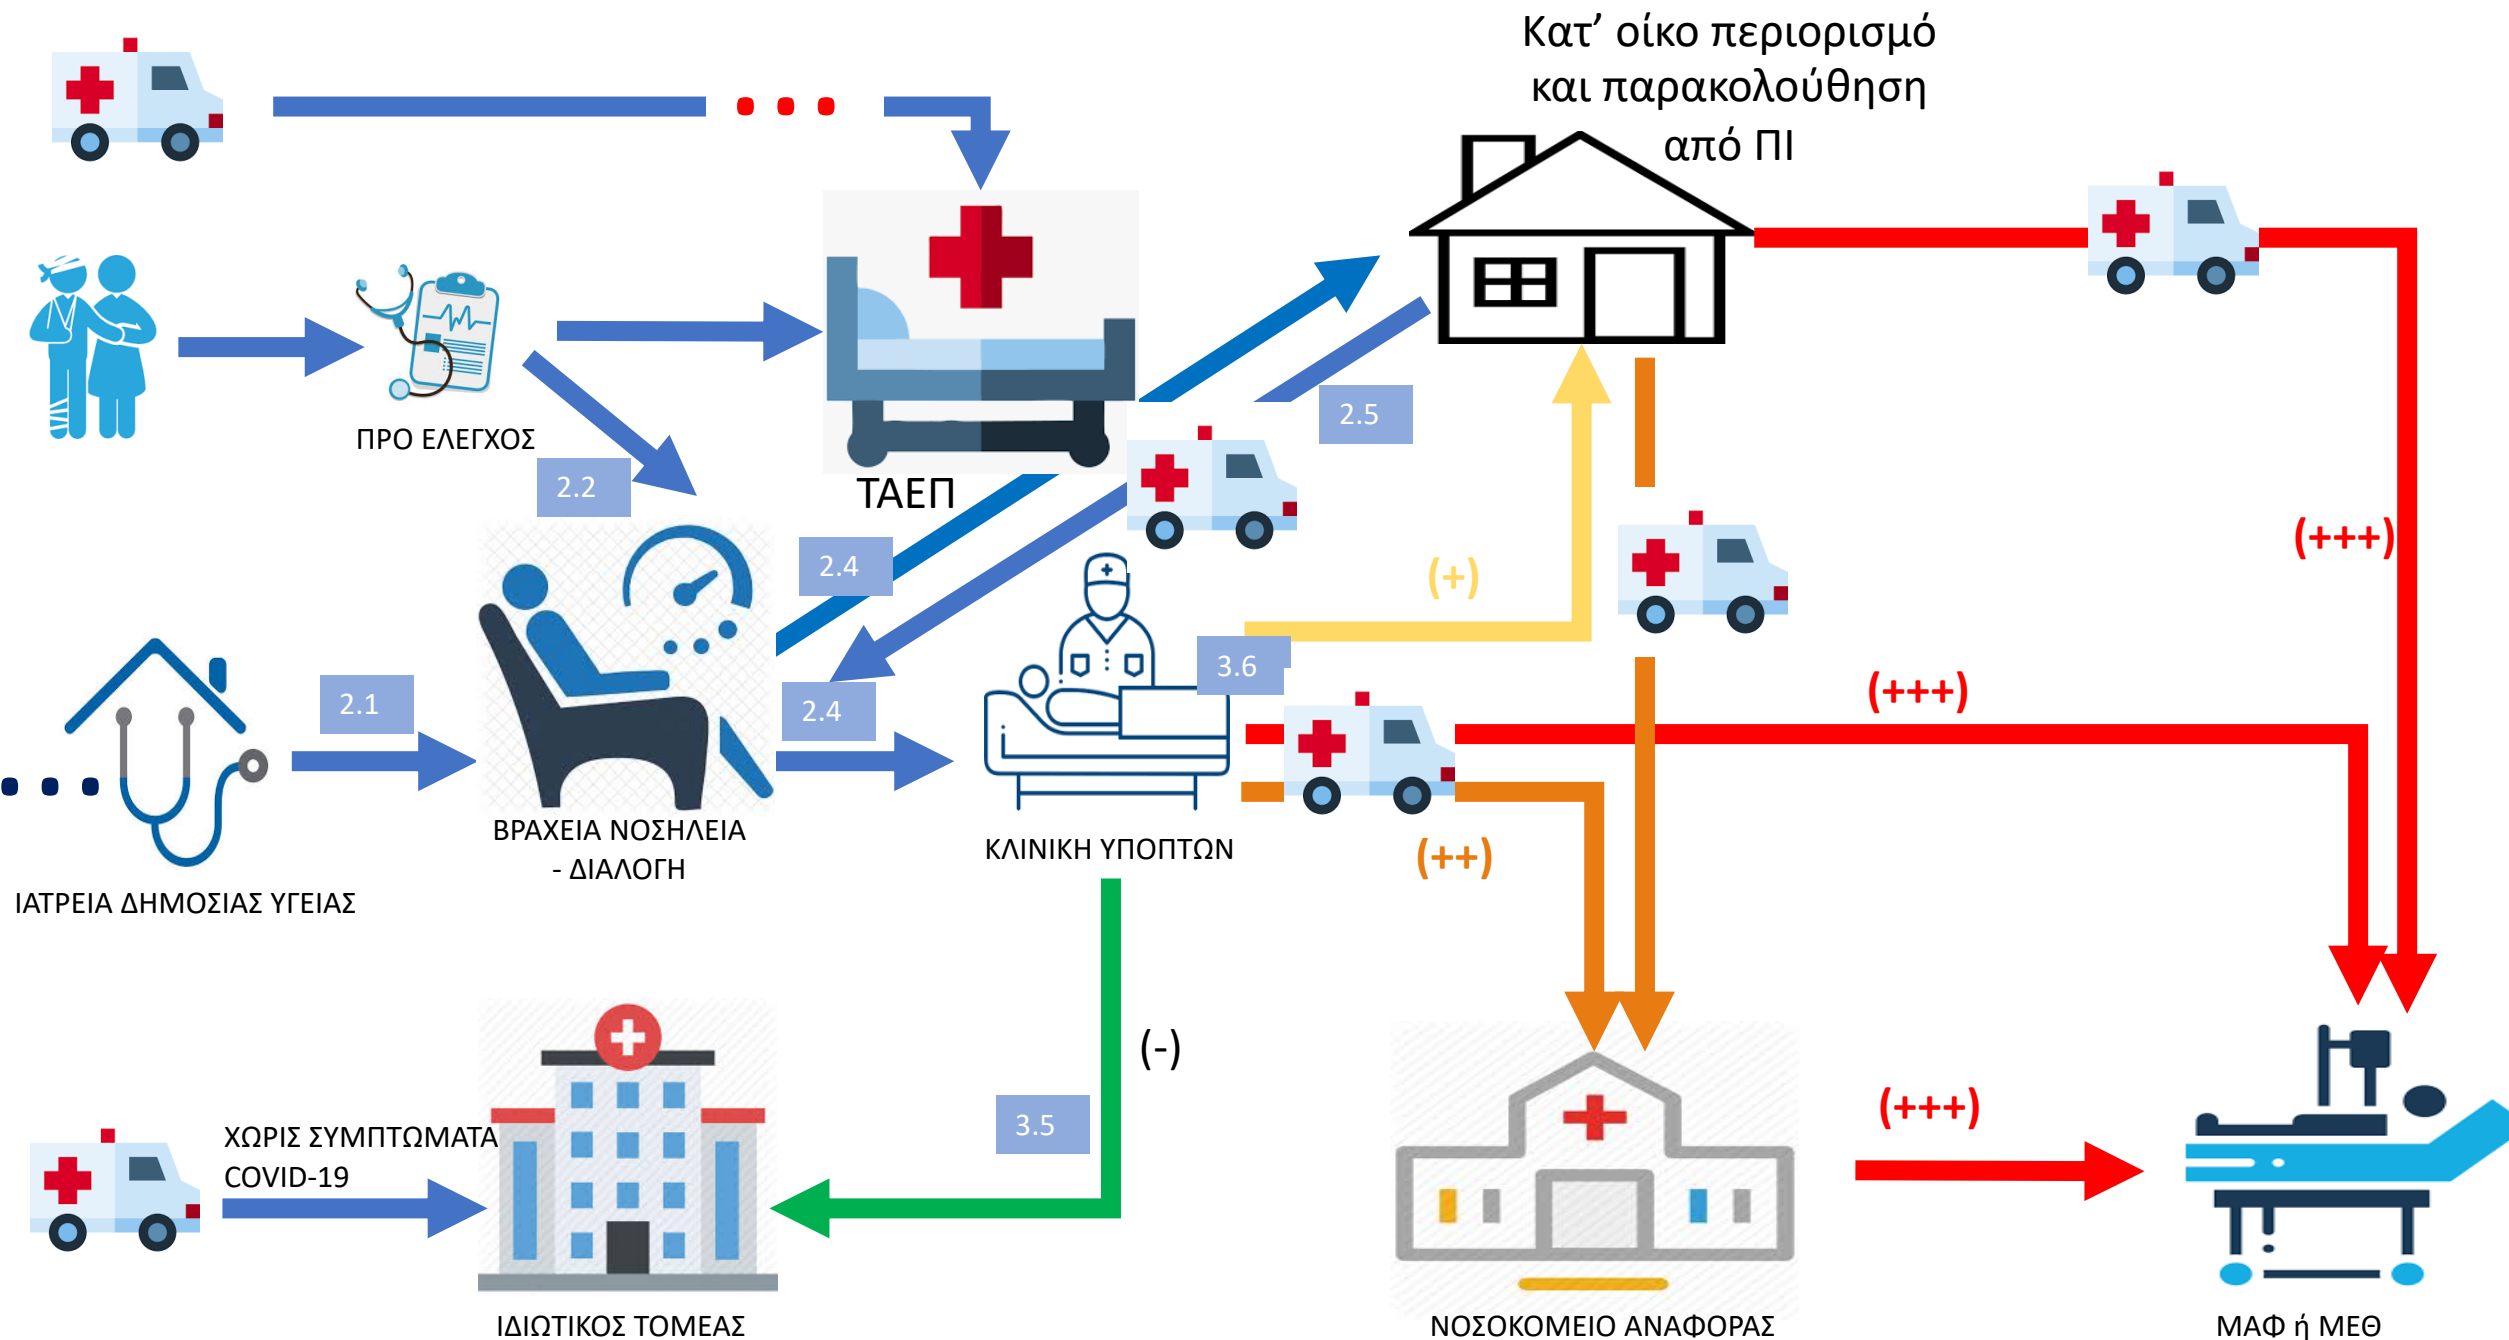 Κατ’ οίκο περιορισμό
και παρακολούθηση
από ΠΙ
ΠΡΟ ΕΛΕΓΧΟΣ
2.5
2.2
ΤΑΕΠ
(+++)
2.4
(+)
3.6
2.1
2.4
(+++)
ΒΡΑΧΕΙΑ ΝΟΣΗΛΕΙΑ
- ΔΙΑΛΟΓΗ
ΚΛΙΝΙΚΗ ΥΠΟΠΤΩΝ
(++)
ΙΑΤΡΕΙΑ ΔΗΜΟΣΙΑΣ ΥΓΕΙΑΣ
(-)
3.5
(+++)
ΧΩΡΙΣ ΣΥΜΠΤΩΜΑΤΑ
COVID-19
ΙΔΙΩΤΙΚΟΣ ΤΟΜΕΑΣ
ΝΟΣΟΚΟΜΕΙΟ ΑΝΑΦΟΡΑΣ
ΜΑΦ ή ΜΕΘ